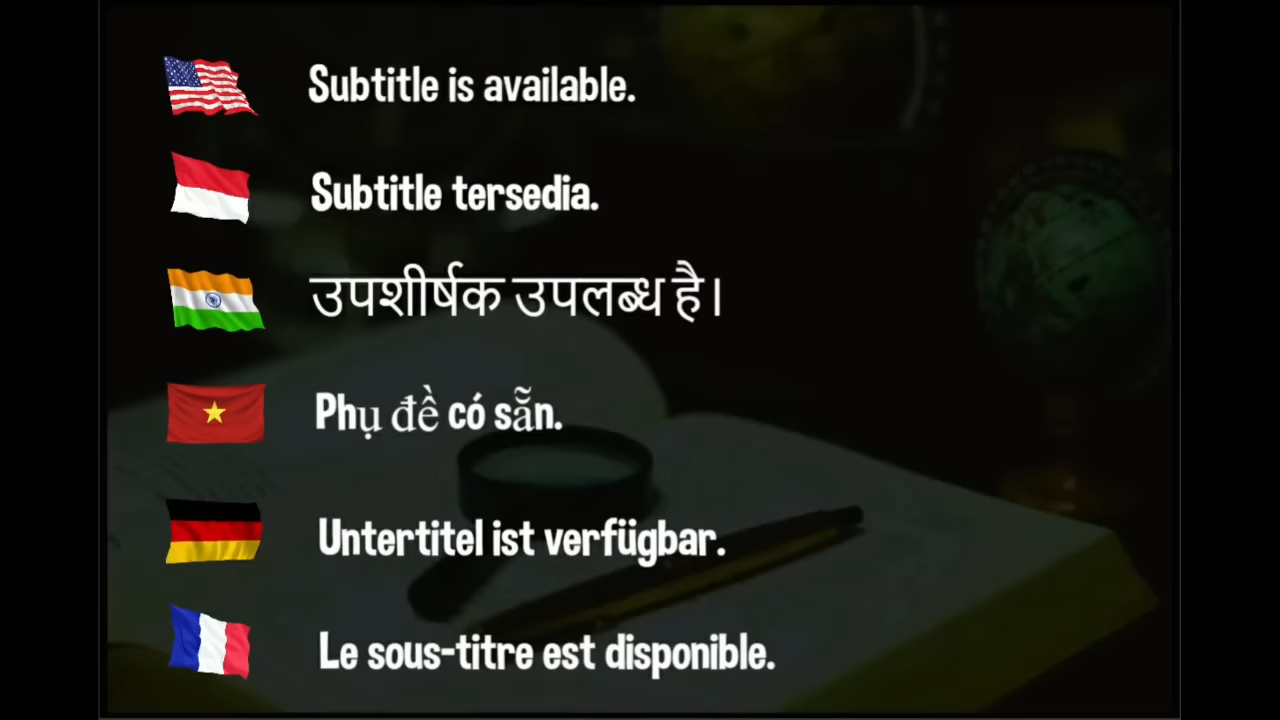 Subtitle is available.
Subtitle tersedia.
उपशीर्षक उपलब्ध है।
Phụ đề có sẵn.
Untertitel ist verfügbar.
Le sous-titre est disponible.